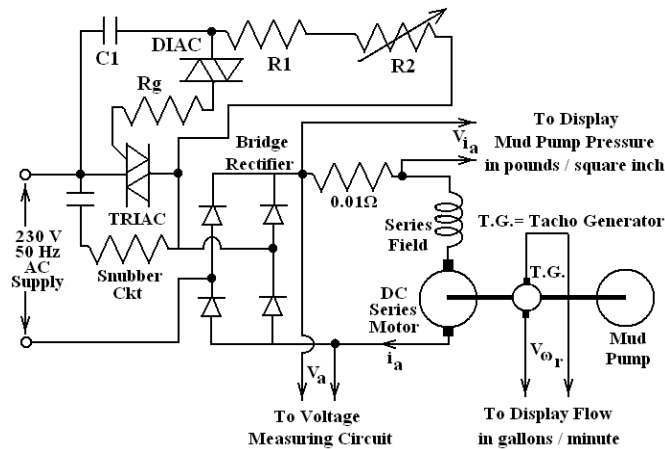 C1
DIAC
R1
R2
Rg
To Display
Mud Pump Pressure
in pounds / square inch
Via
Bridge
Rectifier
0.01Ω
TRIAC
230 V
50 Hz
AC
Supply
Snubber
Ckt
Series
Field
T.G.= Tacho Generator
T.G.
DC
Series
Motor
Mud
Pump
Va
ia
Vωr
To Voltage
Measuring Circuit
To Display Flow
in gallons / minute